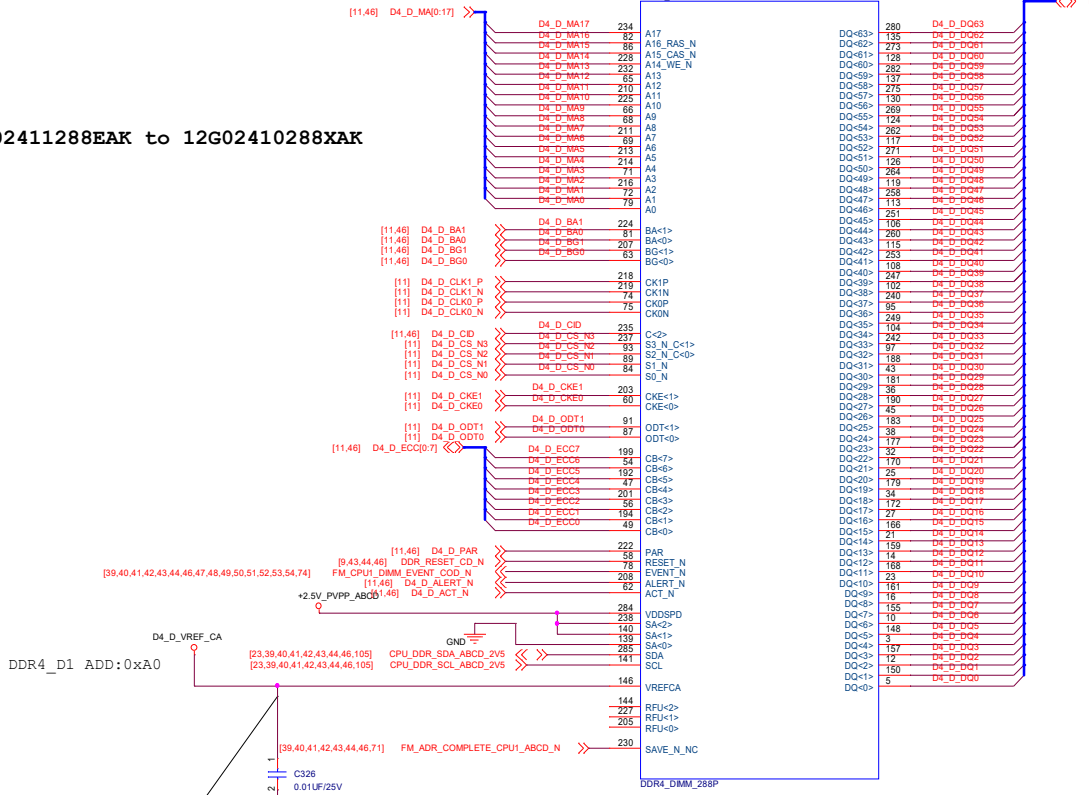 [11,46] D4_D_MA[0:17]
D4_D_MA17 234 A17
D4_D_MA16 82 A16_RAS_N
D4_D_MA15 86 A15_CAS_N
D4_D_MA14 228 A14_WE_N
D4_D_MA13 232 A13
D4_D_MA12 65 A12
D4_D_MA11 210 A11
D4_D_MA10 225 A10
D4_D_MA9 66 A9
D4_D_MA8 68 A8
D4_D_MA7 211 A7
D4_D_MA6 69 A6
D4_D_MA5 213 A5
D4_D_MA4 214 A4
D4_D_MA3 71 A3
D4_D_MA2 216 A2
D4_D_MA1 72 A1
D4_D_MA0 79 A0
02411288EAK to 12G02410288XAK
[11,46] D4_D_BA1 D4_D_BA1 224 BA<1>
[11,46] D4_D_BA0 D4_D_BA0 81 BA<0>
[11,46] D4_D_BG1 D4_D_BG1 207 BG<1>
[11,46] D4_D_BG0 D4_D_BG0 63 BG<0>
[11] D4_D_CLK1_P 218 CK1P
[11] D4_D_CLK1_N 219 CK1N
[11] D4_D_CLK0_P 74 CK0P
[11] D4_D_CLK0_N 75 CK0N
[11,46] D4_D_CID D4_D_CID 235 C<2>
[11] D4_D_CS_N3 D4_D_CS_N3 237 S3_N_C<1>
[11] D4_D_CS_N2 D4_D_CS_N2 93 S2_N_C<0>
[11] D4_D_CS_N1 D4_D_CS_N1 89 S1_N
[11] D4_D_CS_N0 D4_D_CS_N0 84 S0_N
[11] D4_D_CKE1 D4_D_CKE1 203 CKE<1>
[11] D4_D_CKE0 D4_D_CKE0 60 CKE<0>
[11] D4_D_ODT1 D4_D_ODT1 91 ODT<1>
[11] D4_D_ODT0 D4_D_ODT0 87 ODT<0>
[11,46] D4_D_ECC[0:7]
D4_D_ECC7 199 CB<7>
D4_D_ECC6 54 CB<6>
D4_D_ECC5 192 CB<5>
D4_D_ECC4 47 CB<4>
D4_D_ECC3 201 CB<3>
D4_D_ECC2 56 CB<2>
D4_D_ECC1 194 CB<1>
D4_D_ECC0 49 CB<0>
[11,46] D4_D_PAR 222 PAR
[9,43,44,46] DDR_RESET_CD_N 58 RESET_N
[39,40,41,42,43,44,46,47,48,49,50,51,52,53,54,74] FM_CPU1_DIMM_EVENT_COD_N 78 EVENT_N
[11,46] D4_D_ALERT_N 208 ALERT_N
[11,46] D4_D_ACT_N 62 ACT_N
+2.5V_PVPP_ABCD
284 VDDSPD
238 SA<2>
140 SA<1>
GND 139 SA<0>
[23,39,40,41,42,43,44,46,105] CPU_DDR_SDA_ABCD_2V5 285 SDA
[23,39,40,41,42,43,44,46,105] CPU_DDR_SCL_ABCD_2V5 141 SCL
D4_D_VREF_CA
DDR4_D1 ADD:0xA0
146 VREFCA
144 RFU<2>
227 RFU<1>
205 RFU<0>
[39,40,41,42,43,44,46,71] FM_ADR_COMPLETE_CPU1_ABCD_N 230 SAVE_N_NC
1
C326
2 0.01UF/25V
DQ<63> 280 D4_D_DQ63
DQ<62> 135 D4_D_DQ62
DQ<61> 273 D4_D_DQ61
DQ<60> 128 D4_D_DQ60
DQ<59> 282 D4_D_DQ59
DQ<58> 137 D4_D_DQ58
DQ<57> 275 D4_D_DQ57
DQ<56> 130 D4_D_DQ56
DQ<55> 269 D4_D_DQ55
DQ<54> 124 D4_D_DQ54
DQ<53> 262 D4_D_DQ53
DQ<52> 117 D4_D_DQ52
DQ<51> 271 D4_D_DQ51
DQ<50> 126 D4_D_DQ50
DQ<49> 264 D4_D_DQ49
DQ<48> 119 D4_D_DQ48
DQ<47> 258 D4_D_DQ47
DQ<46> 113 D4_D_DQ46
DQ<45> 251 D4_D_DQ45
DQ<44> 106 D4_D_DQ44
DQ<43> 260 D4_D_DQ43
DQ<42> 115 D4_D_DQ42
DQ<41> 253 D4_D_DQ41
DQ<40> 108 D4_D_DQ40
DQ<39> 247 D4_D_DQ39
DQ<38> 102 D4_D_DQ38
DQ<37> 240 D4_D_DQ37
DQ<36> 95 D4_D_DQ36
DQ<35> 249 D4_D_DQ35
DQ<34> 104 D4_D_DQ34
DQ<33> 242 D4_D_DQ33
DQ<32> 97 D4_D_DQ32
DQ<31> 188 D4_D_DQ31
DQ<30> 43 D4_D_DQ30
DQ<29> 181 D4_D_DQ29
DQ<28> 36 D4_D_DQ28
DQ<27> 190 D4_D_DQ27
DQ<26> 45 D4_D_DQ26
DQ<25> 183 D4_D_DQ25
DQ<24> 38 D4_D_DQ24
DQ<23> 177 D4_D_DQ23
DQ<22> 32 D4_D_DQ22
DQ<21> 170 D4_D_DQ21
DQ<20> 25 D4_D_DQ20
DQ<19> 179 D4_D_DQ19
DQ<18> 34 D4_D_DQ18
DQ<17> 172 D4_D_DQ17
DQ<16> 27 D4_D_DQ16
DQ<15> 166 D4_D_DQ15
DQ<14> 21 D4_D_DQ14
DQ<13> 159 D4_D_DQ13
DQ<12> 14 D4_D_DQ12
DQ<11> 168 D4_D_DQ11
DQ<10> 23 D4_D_DQ10
DQ<9> 161 D4_D_DQ9
DQ<8> 16 D4_D_DQ8
DQ<7> 155 D4_D_DQ7
DQ<6> 10 D4_D_DQ6
DQ<5> 148 D4_D_DQ5
DQ<4> 3 D4_D_DQ4
DQ<3> 157 D4_D_DQ3
DQ<2> 12 D4_D_DQ2
DQ<1> 150 D4_D_DQ1
DQ<0> 5 D4_D_DQ0
DDR4_DIMM_288P